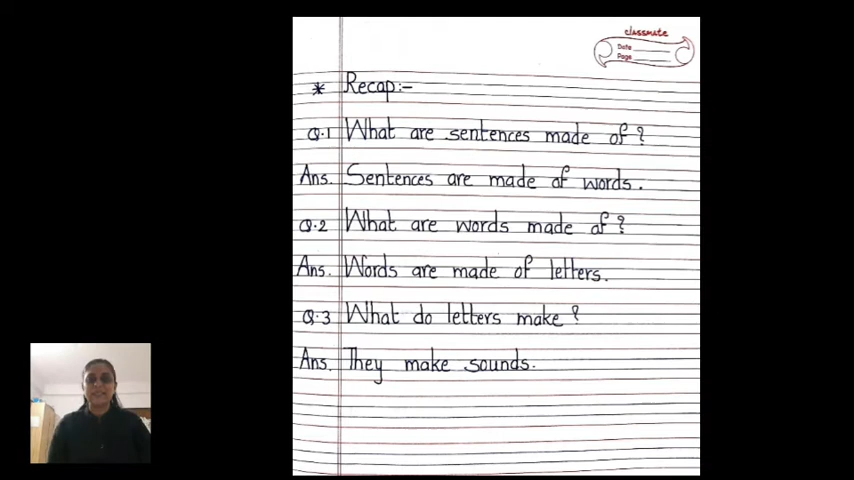 classmate
Date
Page
* Recap:-
Q.1 What are sentences made of?
Ans. Sentences are made of words.
Q.2 What are words made of?
Ans. Words are made of letters.
Q.3 What do letters make?
Ans. They make sounds.